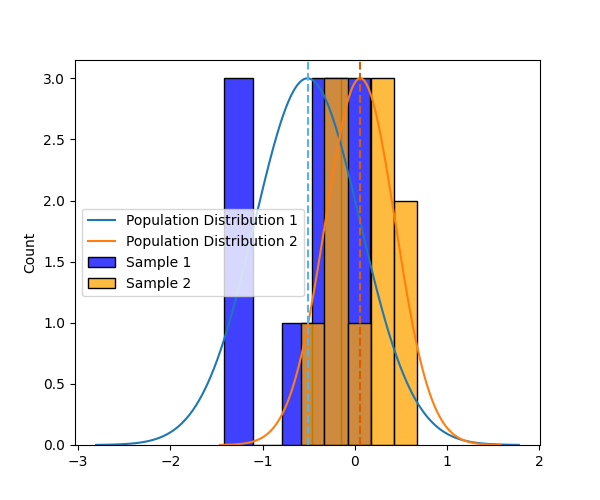 3.0
2.5
2.0
1.5
1.0
0.5
0.0
Count
Population Distribution 1
Population Distribution 2
Sample 1
Sample 2
−3
−2
−1
0
1
2